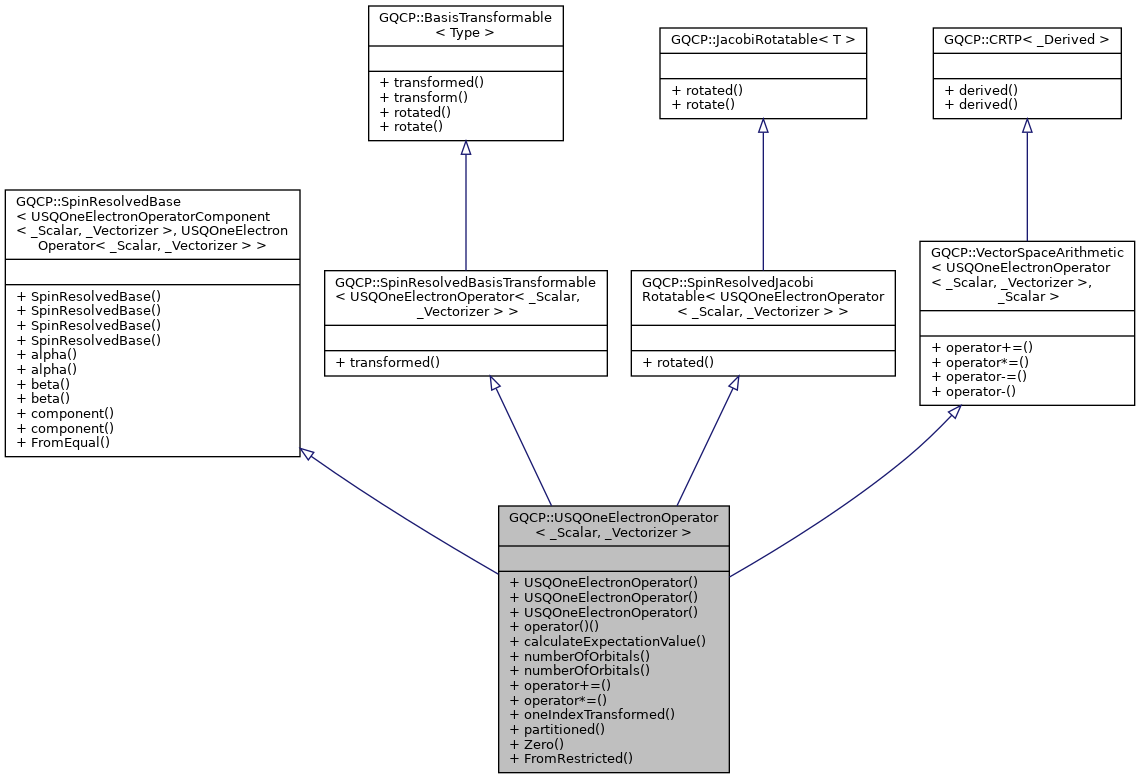 GQCP::BasisTransformable
< Type >
+ transformed()
+ transform()
+ rotated()
+ rotate()
GQCP::JacobiRotatable< T >
+ rotated()
+ rotate()
GQCP::CRTP< _Derived >
+ derived()
+ derived()
GQCP::SpinResolvedBase
< USQOneElectronOperatorComponent
< _Scalar, _Vectorizer >, USQOneElectron
Operator< _Scalar, _Vectorizer > >
+ SpinResolvedBase()
+ SpinResolvedBase()
+ SpinResolvedBase()
+ SpinResolvedBase()
+ alpha()
+ alpha()
+ beta()
+ beta()
+ component()
+ component()
+ FromEqual()
GQCP::SpinResolvedBasisTransformable
< USQOneElectronOperator< _Scalar,
_Vectorizer > >
+ transformed()
GQCP::SpinResolvedJacobi
Rotatable< USQOneElectronOperator
< _Scalar, _Vectorizer > >
+ rotated()
GQCP::VectorSpaceArithmetic
< USQOneElectronOperator
< _Scalar, _Vectorizer >,
_Scalar >
+ operator+=()
+ operator*=()
+ operator-=()
+ operator-()
GQCP::USQOneElectronOperator
< _Scalar, _Vectorizer >
+ USQOneElectronOperator()
+ USQOneElectronOperator()
+ USQOneElectronOperator()
+ operator()()
+ calculateExpectationValue()
+ numberOfOrbitals()
+ numberOfOrbitals()
+ operator+=()
+ operator*=()
+ oneIndexTransformed()
+ partitioned()
+ Zero()
+ FromRestricted()